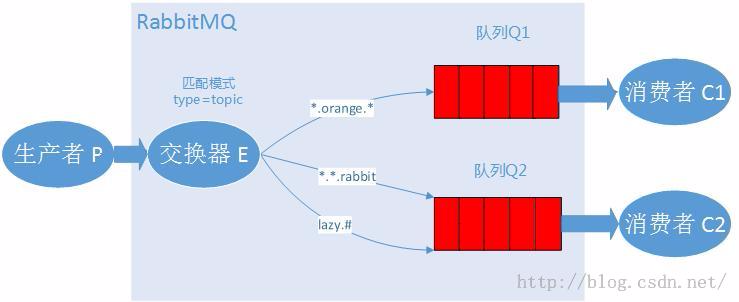 RabbitMQ
队列Q1
匹配模式
type=topic
*.orange.*
消费者 C1
生产者 P
交换器 E
*.*.rabbit
队列Q2
lazy.#
消费者 C2
http://blog.csdn.net/